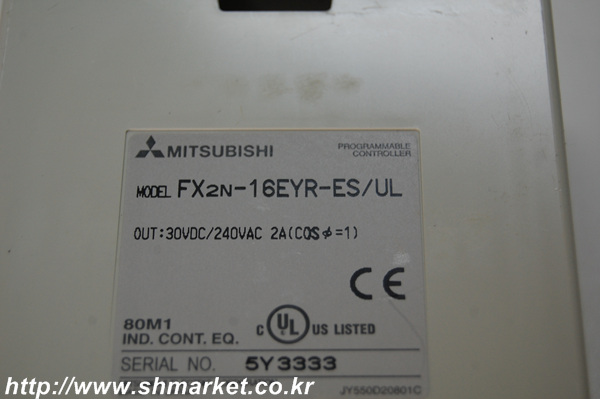 MITSUBISHI
PROGRAMMABLE
CONTROLLER
MODEL FX2N-16EYR-ES/UL
OUT:30VDC/240VAC 2A(COSφ=1)
CE
80M1
IND. CONT. EQ.
C UL US LISTED
SERIAL NO. 5Y3333
JY550D20801C
http://www.shmarket.co.kr